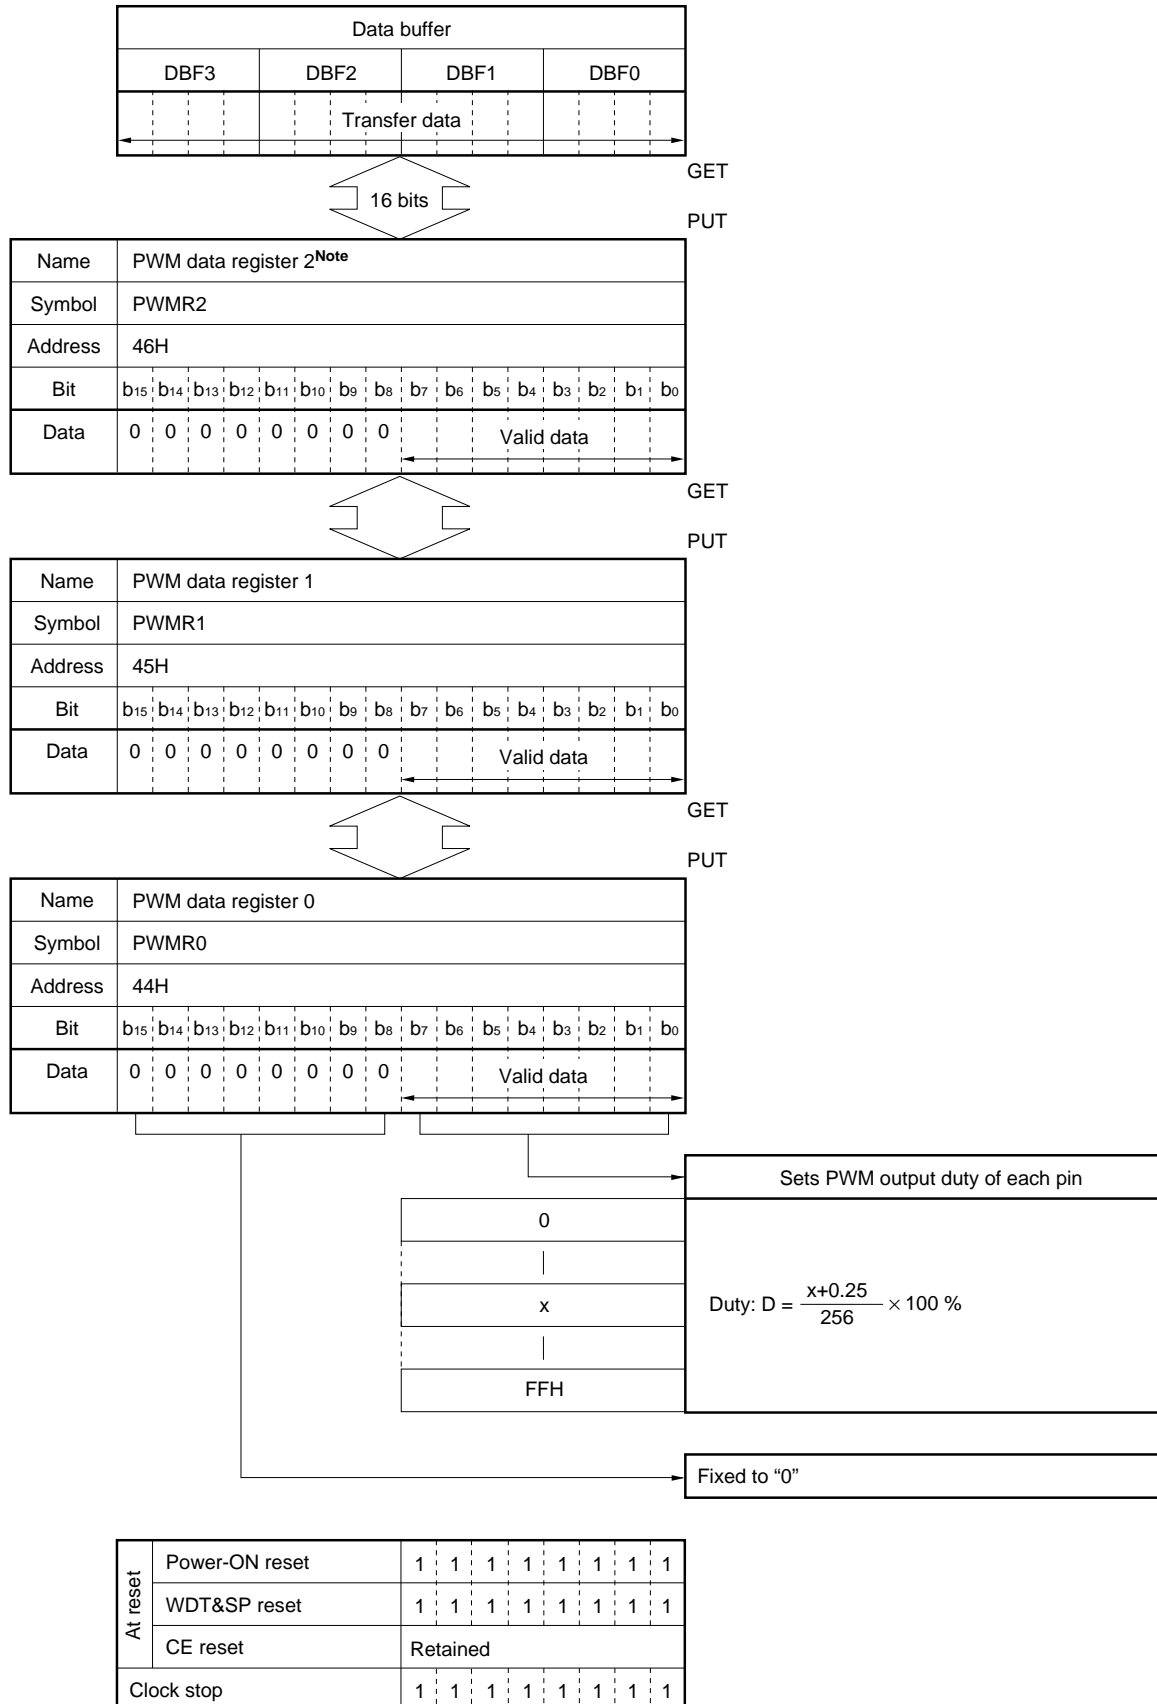 Data buffer
DBF3 DBF2 DBF1 DBF0
Transfer data
GET
16 bits
PUT
Name PWM data register 2Note
Symbol PWMR2
Address 46H
Bit b15 b14 b13 b12 b11 b10 b9 b8 b7 b6 b5 b4 b3 b2 b1 b0
Data 0 0 0 0 0 0 0 0 Valid data
GET
PUT
Name PWM data register 1
Symbol PWMR1
Address 45H
Bit b15 b14 b13 b12 b11 b10 b9 b8 b7 b6 b5 b4 b3 b2 b1 b0
Data 0 0 0 0 0 0 0 0 Valid data
GET
PUT
Name PWM data register 0
Symbol PWMR0
Address 44H
Bit b15 b14 b13 b12 b11 b10 b9 b8 b7 b6 b5 b4 b3 b2 b1 b0
Data 0 0 0 0 0 0 0 0 Valid data
Sets PWM output duty of each pin
0
x
FFH
Duty: D = x+0.25 / 256 × 100 %
Fixed to “0”
At reset
Power-ON reset 1 1 1 1 1 1 1 1
WDT&SP reset 1 1 1 1 1 1 1 1
CE reset Retained
Clock stop 1 1 1 1 1 1 1 1